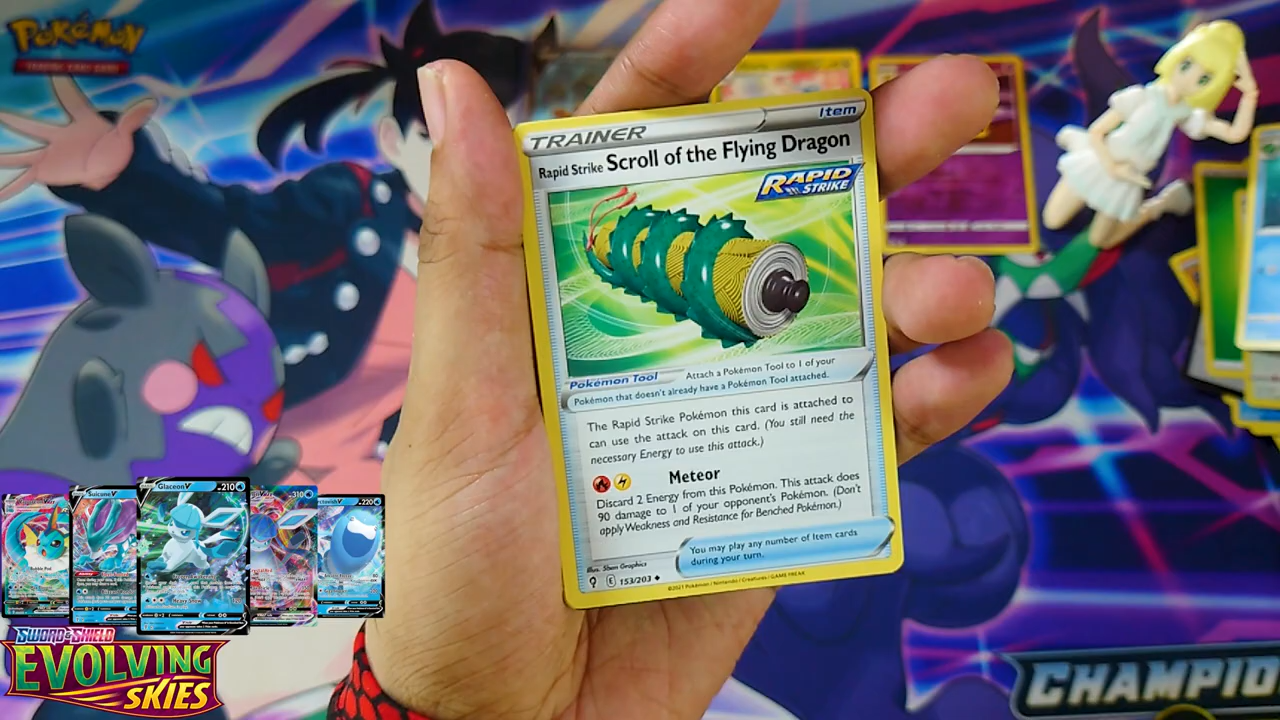 Pokémon
TRADING CARD GAME
TRAINER
Item
Rapid Strike Scroll of the Flying Dragon
RAPID
STRIKE
Pokémon Tool
Attach a Pokémon Tool to 1 of your
Pokémon that doesn't already have a Pokémon Tool attached.
The Rapid Strike Pokémon this card is attached to
can use the attack on this card. (You still need the
necessary Energy to use this attack.)
Meteor
Discard 2 Energy from this Pokémon. This attack does
90 damage to 1 of your opponent's Pokémon. (Don't
apply Weakness and Resistance for Benched Pokémon.)
You may play any number of Item cards
during your turn.
Illus. Studio Graphics
E 153/203
©2021 Pokémon / Nintendo / Creatures / GAME FREAK
Suicune V
Glaceon V
210
310
220
SWORD & SHIELD
EVOLVING
SKIES
CHAMPIO